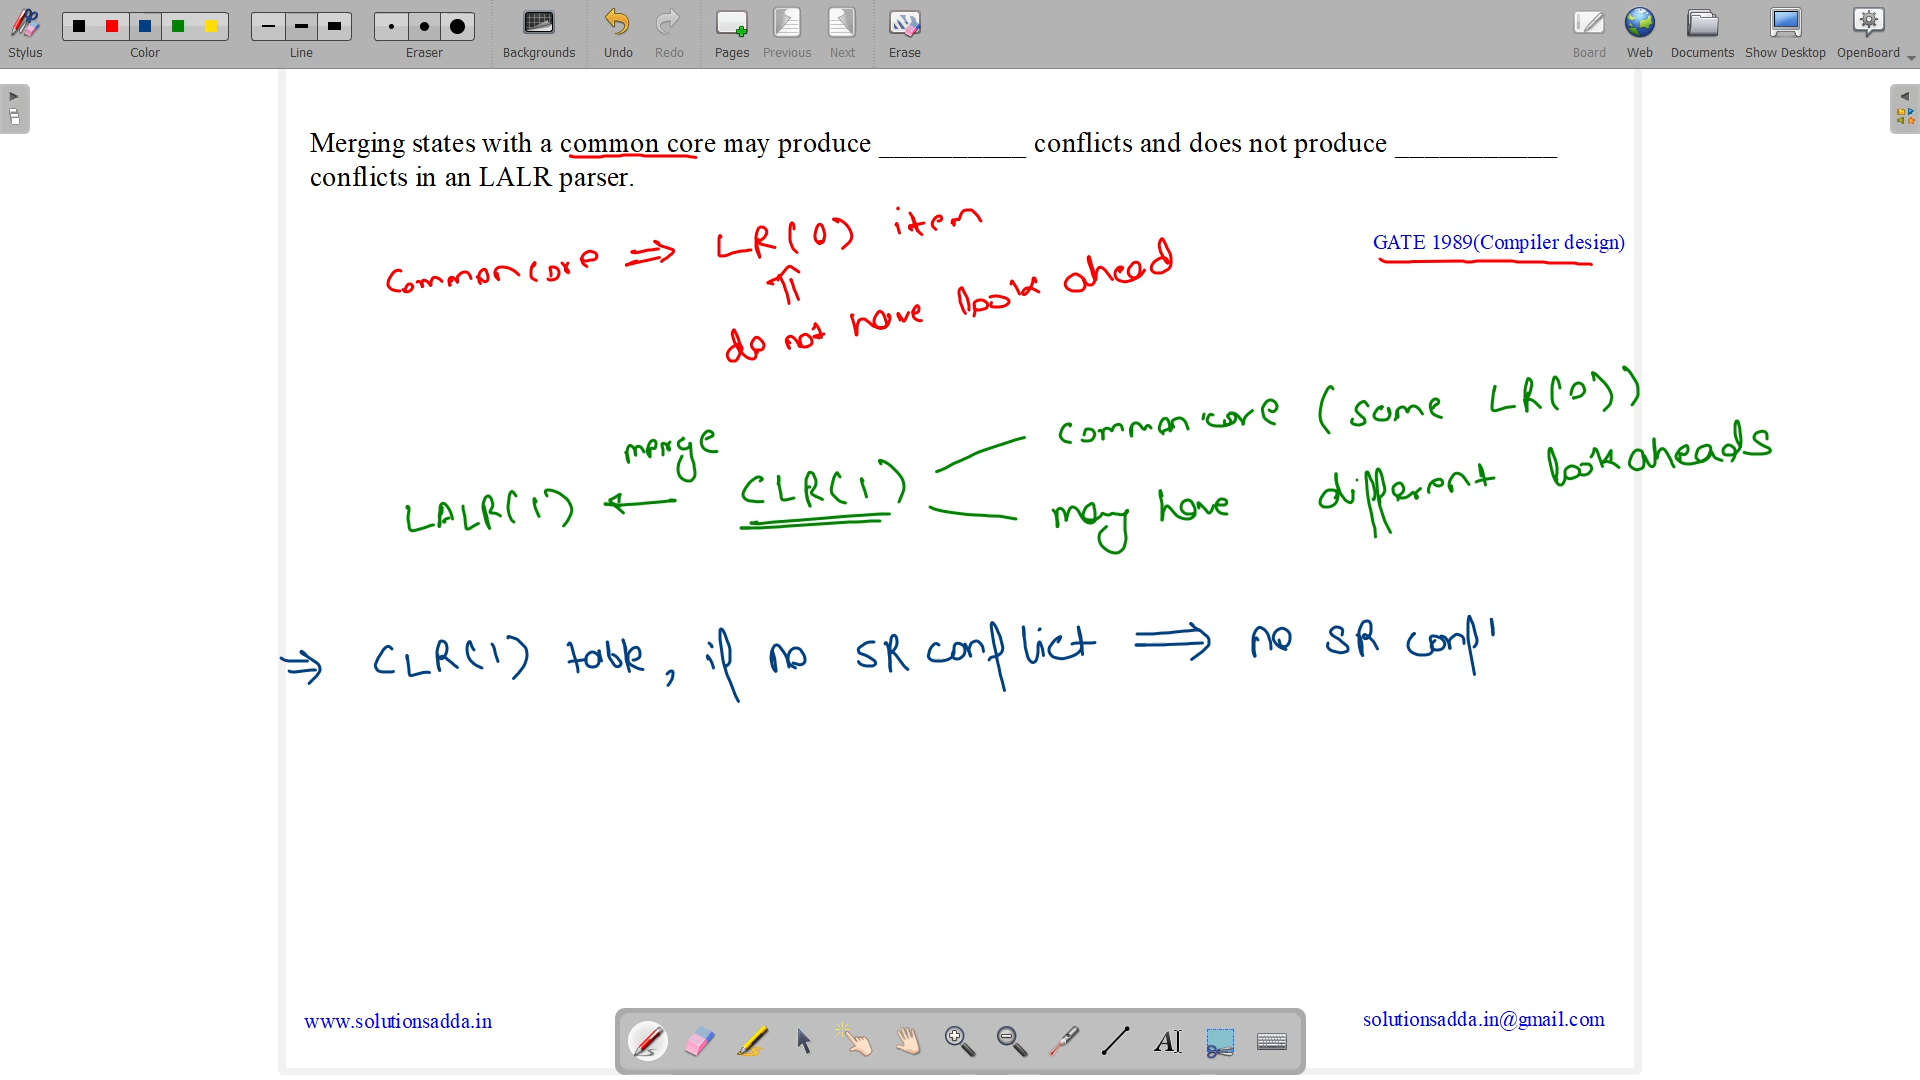 Stylus Color Line Eraser Backgrounds Undo Redo Pages Previous Next Erase Board Web Documents Show Desktop OpenBoard
Merging states with a common core may produce __________ conflicts and does not produce ___________
conflicts in an LALR parser.
GATE 1989(Compiler design)
common core ⇒ LR(0) item
⇑
do not have look ahead
merge
LALR(1) ← CLR(1)
common core (same LR(0))
may have different lookaheads
⇒ CLR(1) table, if no SR conflict ⟹ no SR conf
www.solutionsadda.in
solutionsadda.in@gmail.com
AI